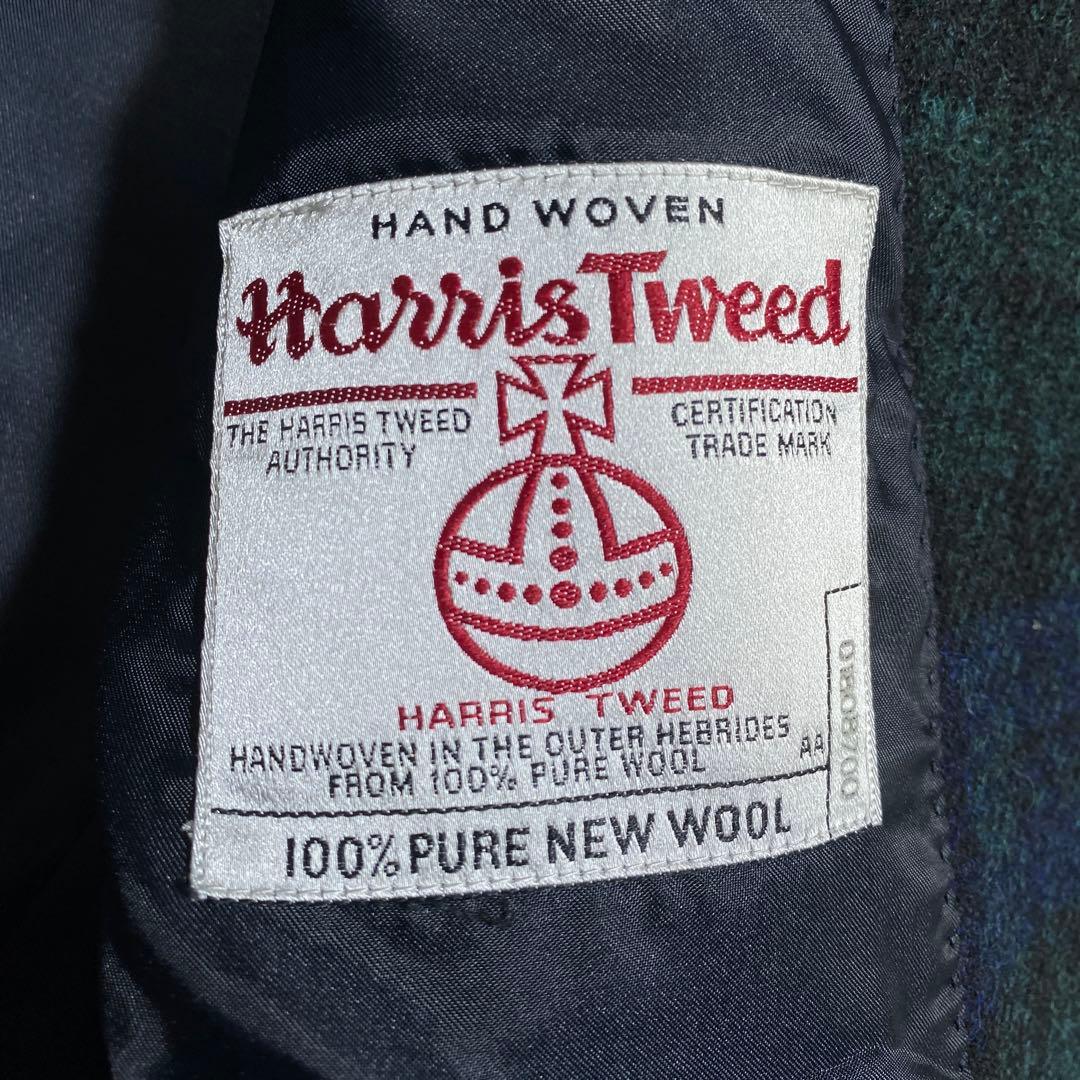 HAND WOVEN
Harris Tweed
THE HARRIS TWEED
AUTHORITY
CERTIFICATION
TRADE MARK
HARRIS TWEED
HANDWOVEN IN THE OUTER HEBRIDES
FROM 100% PURE WOOL
AA
100% PURE NEW WOOL